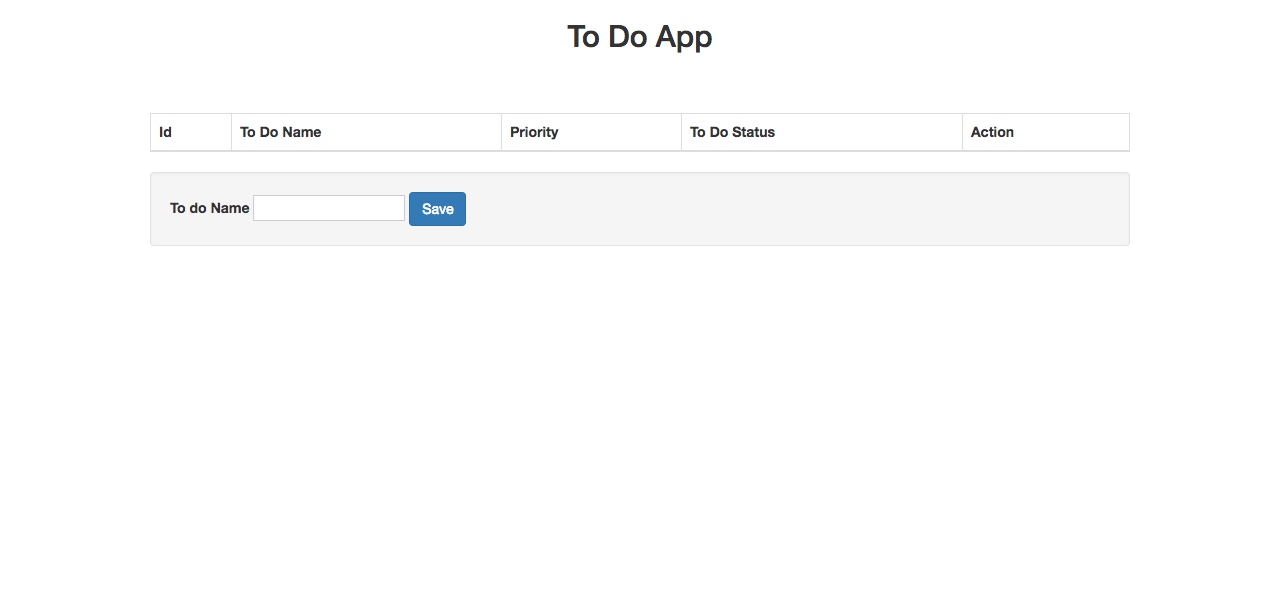 To Do App
Id To Do Name Priority To Do Status Action
To do Name Save